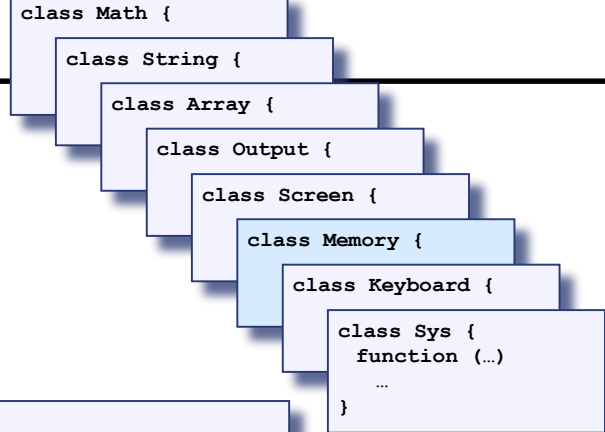 class Math {
class String {
class Array {
class Output {
class Screen {
class Memory {
class Keyboard {
class Sys {
function (…)
…
}